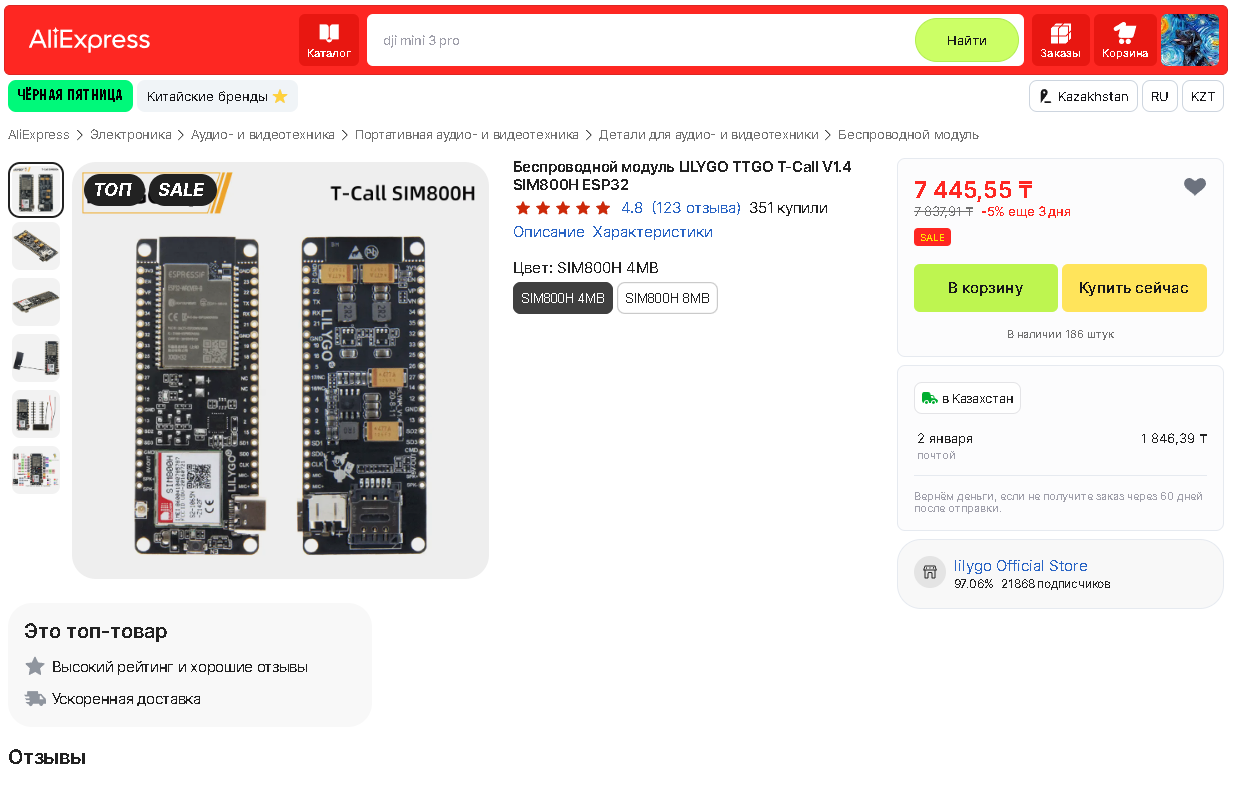 AliExpress
Каталог
dji mini 3 pro
Найти
Заказы
Корзина
ЧЁРНАЯ ПЯТНИЦА
Китайские бренды
Kazakhstan
RU
KZT
AliExpress > Электроника > Аудио- и видеотехника > Портативная аудио- и видеотехника > Детали для аудио- и видеотехники > Беспроводной модуль
ТОП SALE
T-Call SIM800H
LILYGO
SIM800H
LILYGO
Беспроводной модуль LILYGO TTGO T-Call V1.4
SIM800H ESP32
4.8 (123 отзыва) 351 купили
Описание Характеристики
Цвет: SIM800H 4MB
SIM800H 4MB
SIM800H 8MB
7 445,55 ₸
7 837,91 ₸ -5% еще 3 дня
SALE
В корзину
Купить сейчас
В наличии 186 штук
в Казахстан
2 января
1 846,39 ₸
почтой
Вернём деньги, если не получите заказ через 60 дней
после отправки.
lilygo Official Store
97.06% 21868 подписчиков
Это топ-товар
Высокий рейтинг и хорошие отзывы
Ускоренная доставка
Отзывы